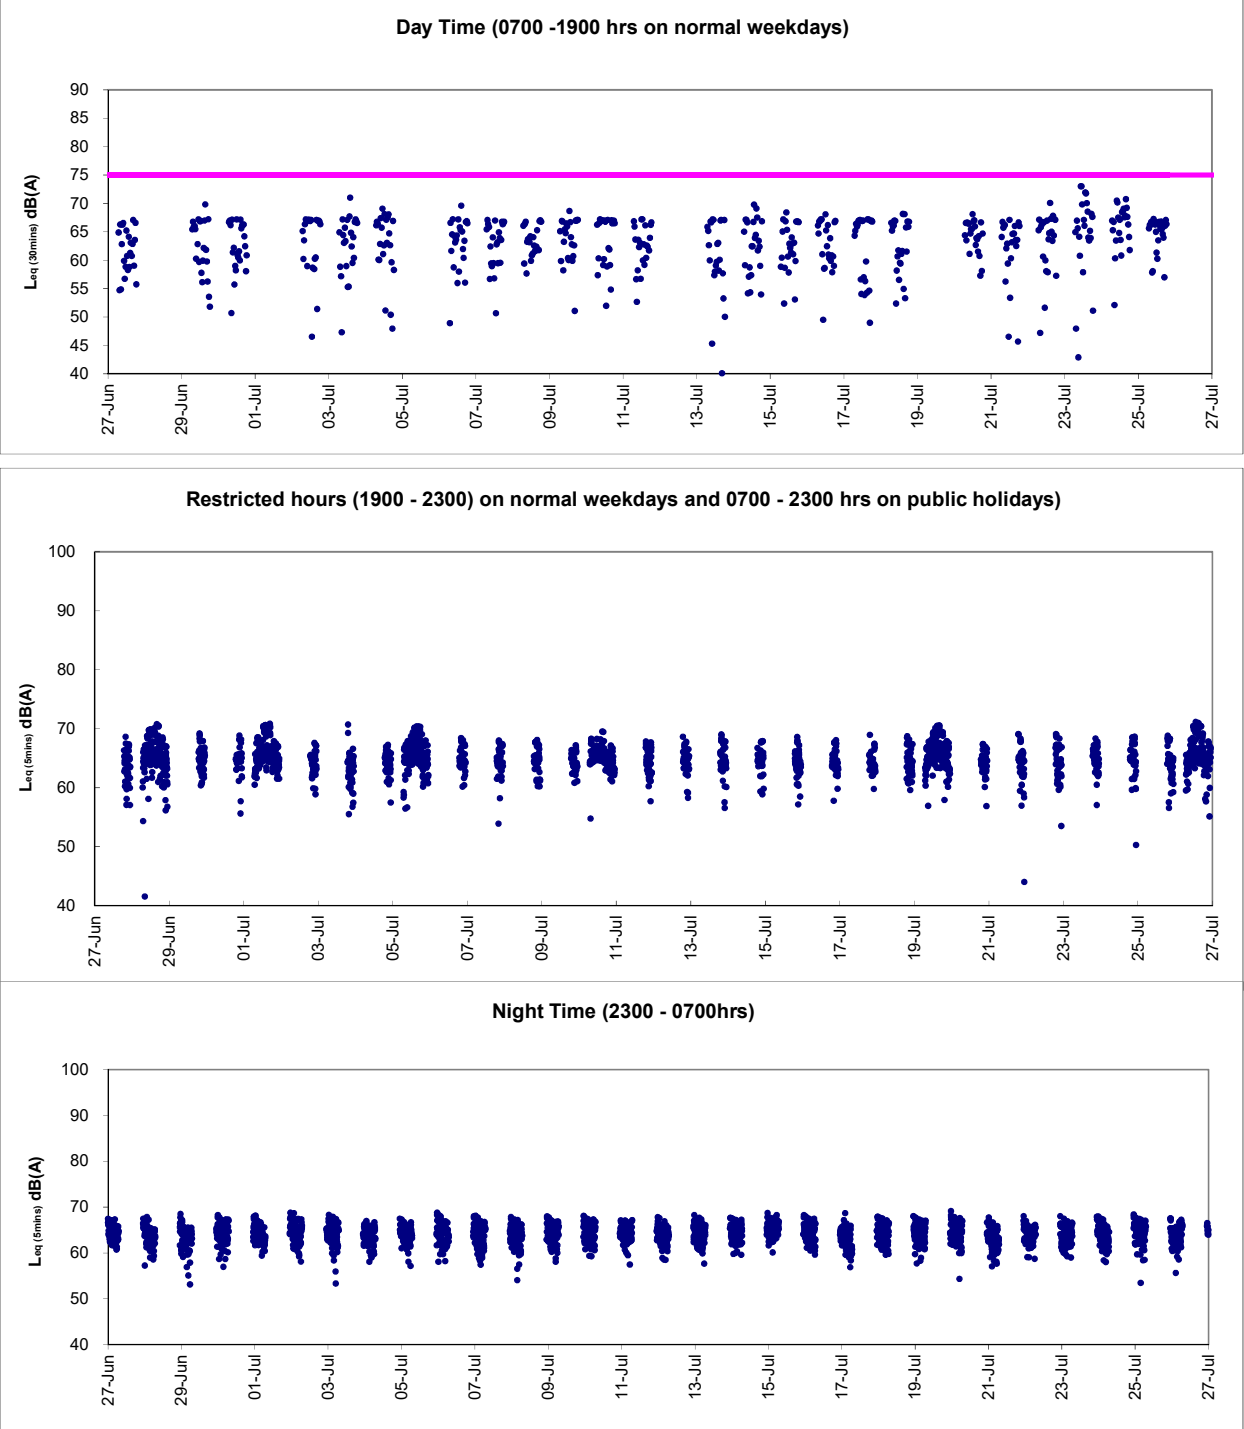 Day Time (0700 -1900 hrs on normal weekdays)
90
85
80
75
70
65
60
55
50
45
40
Leq (30mins) dB(A)
27-Jun
29-Jun
01-Jul
03-Jul
05-Jul
07-Jul
09-Jul
11-Jul
13-Jul
15-Jul
17-Jul
19-Jul
21-Jul
23-Jul
25-Jul
27-Jul
Restricted hours (1900 - 2300) on normal weekdays and 0700 - 2300 hrs on public holidays)
100
90
80
70
60
50
40
Leq (5mins) dB(A)
27-Jun
29-Jun
01-Jul
03-Jul
05-Jul
07-Jul
09-Jul
11-Jul
13-Jul
15-Jul
17-Jul
19-Jul
21-Jul
23-Jul
25-Jul
27-Jul
Night Time (2300 - 0700hrs)
100
90
80
70
60
50
40
Leq (5mins) dB(A)
27-Jun
29-Jun
01-Jul
03-Jul
05-Jul
07-Jul
09-Jul
11-Jul
13-Jul
15-Jul
17-Jul
19-Jul
21-Jul
23-Jul
25-Jul
27-Jul